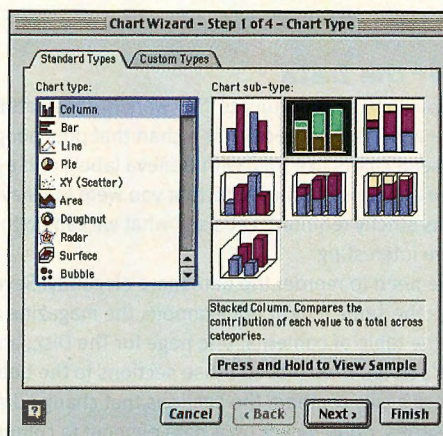 Chart Wizard – Step 1 of 4 – Chart Type
Standard Types
Custom Types
Chart type:
Column
Bar
Line
Pie
XY (Scatter)
Area
Doughnut
Radar
Surface
Bubble
Chart sub-type:
Stacked Column. Compares the
contribution of each value to a total across
categories.
Press and Hold to View Sample
?
Cancel
‹ Back
Next ›
Finish